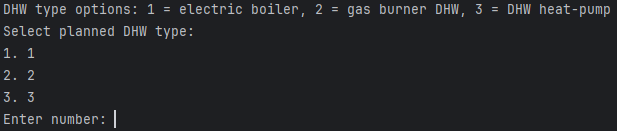 DHW type options: 1 = electric boiler, 2 = gas burner DHW, 3 = DHW heat-pump
Select planned DHW type:
1. 1
2. 2
3. 3
Enter number: